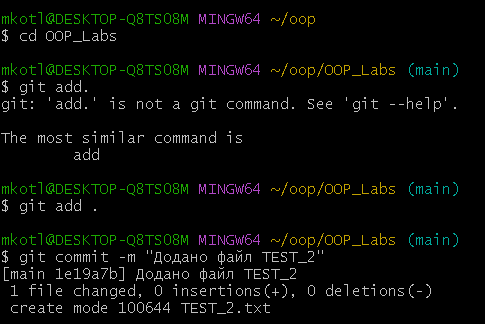 mkotl@DESKTOP-Q8TS08M MINGW64 ~/oop
$ cd OOP_Labs
mkotl@DESKTOP-Q8TS08M MINGW64 ~/oop/OOP_Labs (main)
$ git add.
git: 'add.' is not a git command. See 'git --help'.
The most similar command is
add
mkotl@DESKTOP-Q8TS08M MINGW64 ~/oop/OOP_Labs (main)
$ git add .
mkotl@DESKTOP-Q8TS08M MINGW64 ~/oop/OOP_Labs (main)
$ git commit -m "Додано файл TEST_2"
[main 1e19a7b] Додано файл TEST_2
1 file changed, 0 insertions(+), 0 deletions(-)
create mode 100644 TEST_2.txt